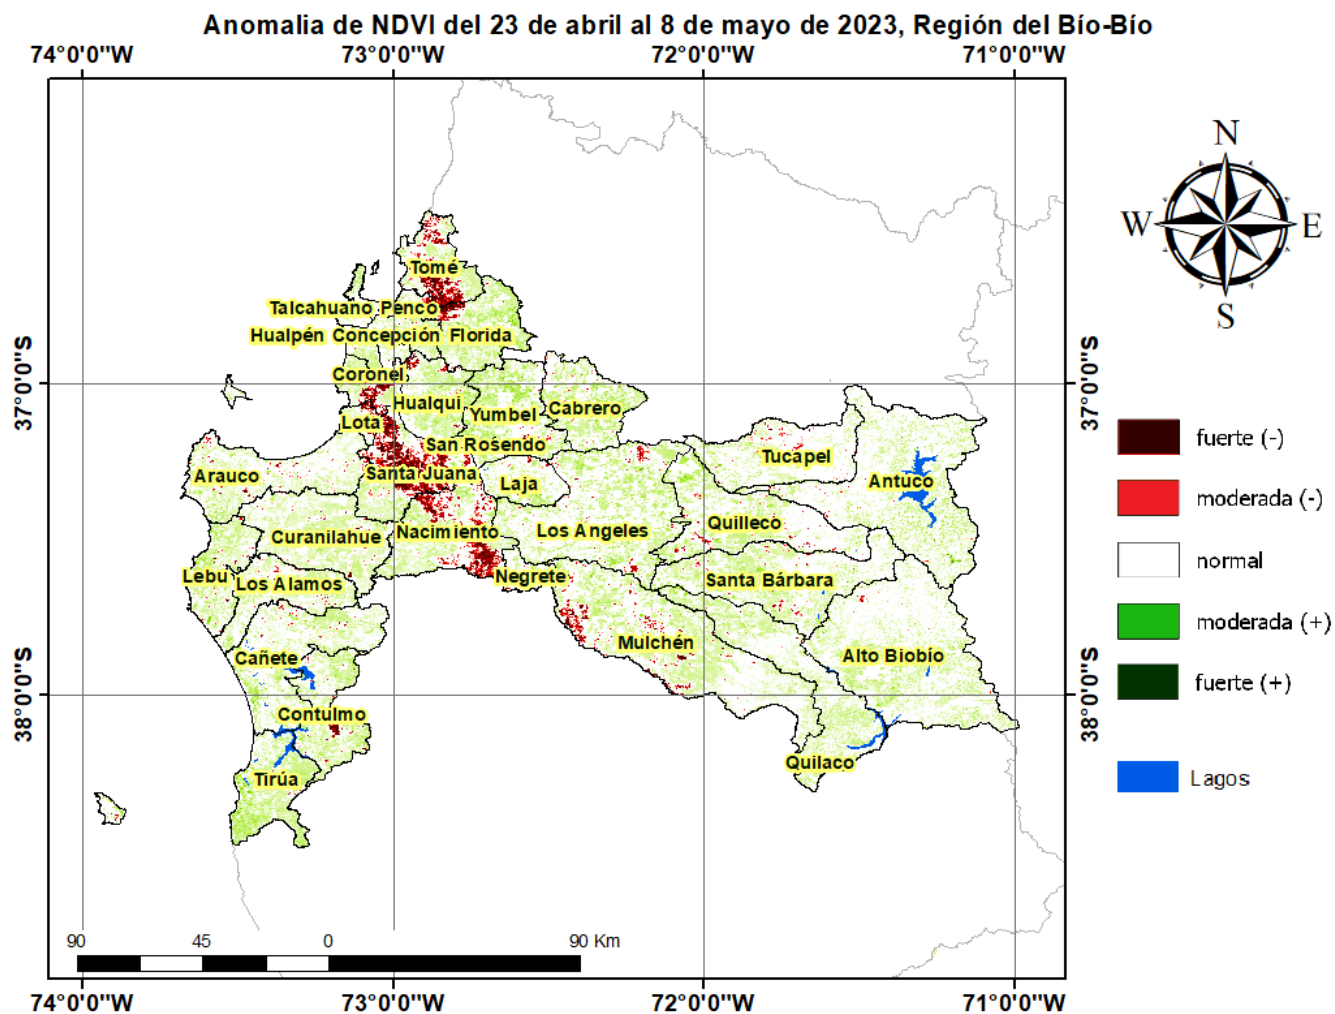 Anomalia de NDVI del 23 de abril al 8 de mayo de 2023, Región del Bío-Bío
74°0'0"W 73°0'0"W 72°0'0"W 71°0'0"W
N
W E
S
Tomé
Talcahuano Penco
Hualpén Concepción Florida
37°0'0"S 37°0'0"S
Coronel
Hualqui
Yumbel Cabrero
Lota
San Rosendo
fuerte (-)
Tucapel
Arauco Santa Juana
Laja Antuco
moderada (-)
Quilleco
Curanilahue Nacimiento Los Angeles
normal
Lebu Los Alamos Negrete Santa Bárbara
moderada (+)
Mulchén
Cañete Alto Biobío
38°0'0"S 38°0'0"S
fuerte (+)
Contulmo
Quilaco
Tirúa
Lagos
90 45 0 90 Km
74°0'0"W 73°0'0"W 72°0'0"W 71°0'0"W